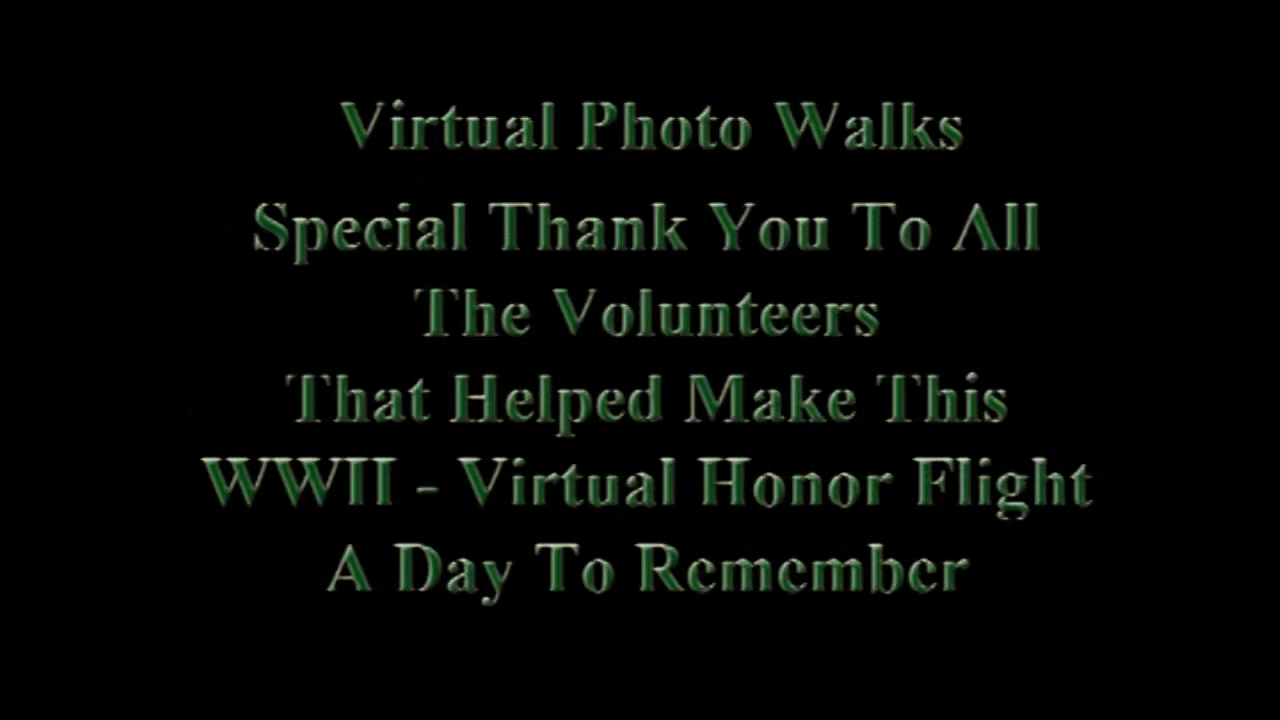 Virtual Photo Walks
Special Thank You To All
The Volunteers
That Helped Make This
WWII - Virtual Honor Flight
A Day To Remember